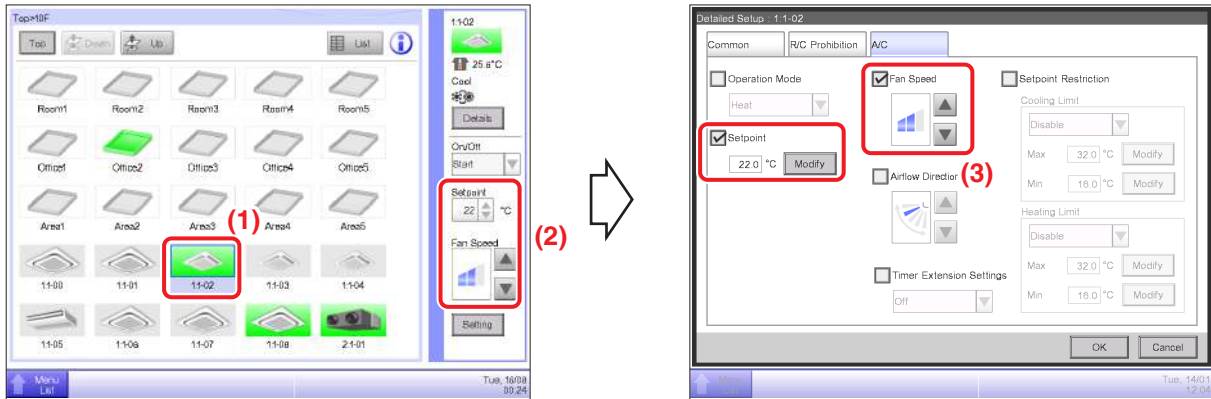 Top>10F
Top
Down
Up
List
Room1 Room2 Room3 Room4 Room5
Office1 Office2 Office3 Office4 Office5
Area1 Area2 Area3 Area4 Area5
(1)
1:1-00 1:1-01 1:1-02 1:1-03 1:1-04
1:1-05 1:1-06 1:1-07 1:1-08 2:1-01
1:1-02
25.6°C
Cool
Details
On/Off
Start
Setpoint
22 °C
Fan Speed
(2)
Setting
Menu
List
Tue, 16/00
00:24
Detailed Setup : 1:1-02
Common R/C Prohibition A/C
Operation Mode
Heat
Setpoint
22.0 °C Modify
Fan Speed
(3)
Airflow Direction
Timer Extension Settings
Off
Setpoint Restriction
Cooling Limit
Disable
Max 32.0 °C Modify
Min 16.0 °C Modify
Heating Limit
Disable
Max 32.0 °C Modify
Min 16.0 °C Modify
OK Cancel
Menu
List
Tue, 14/01
12:04